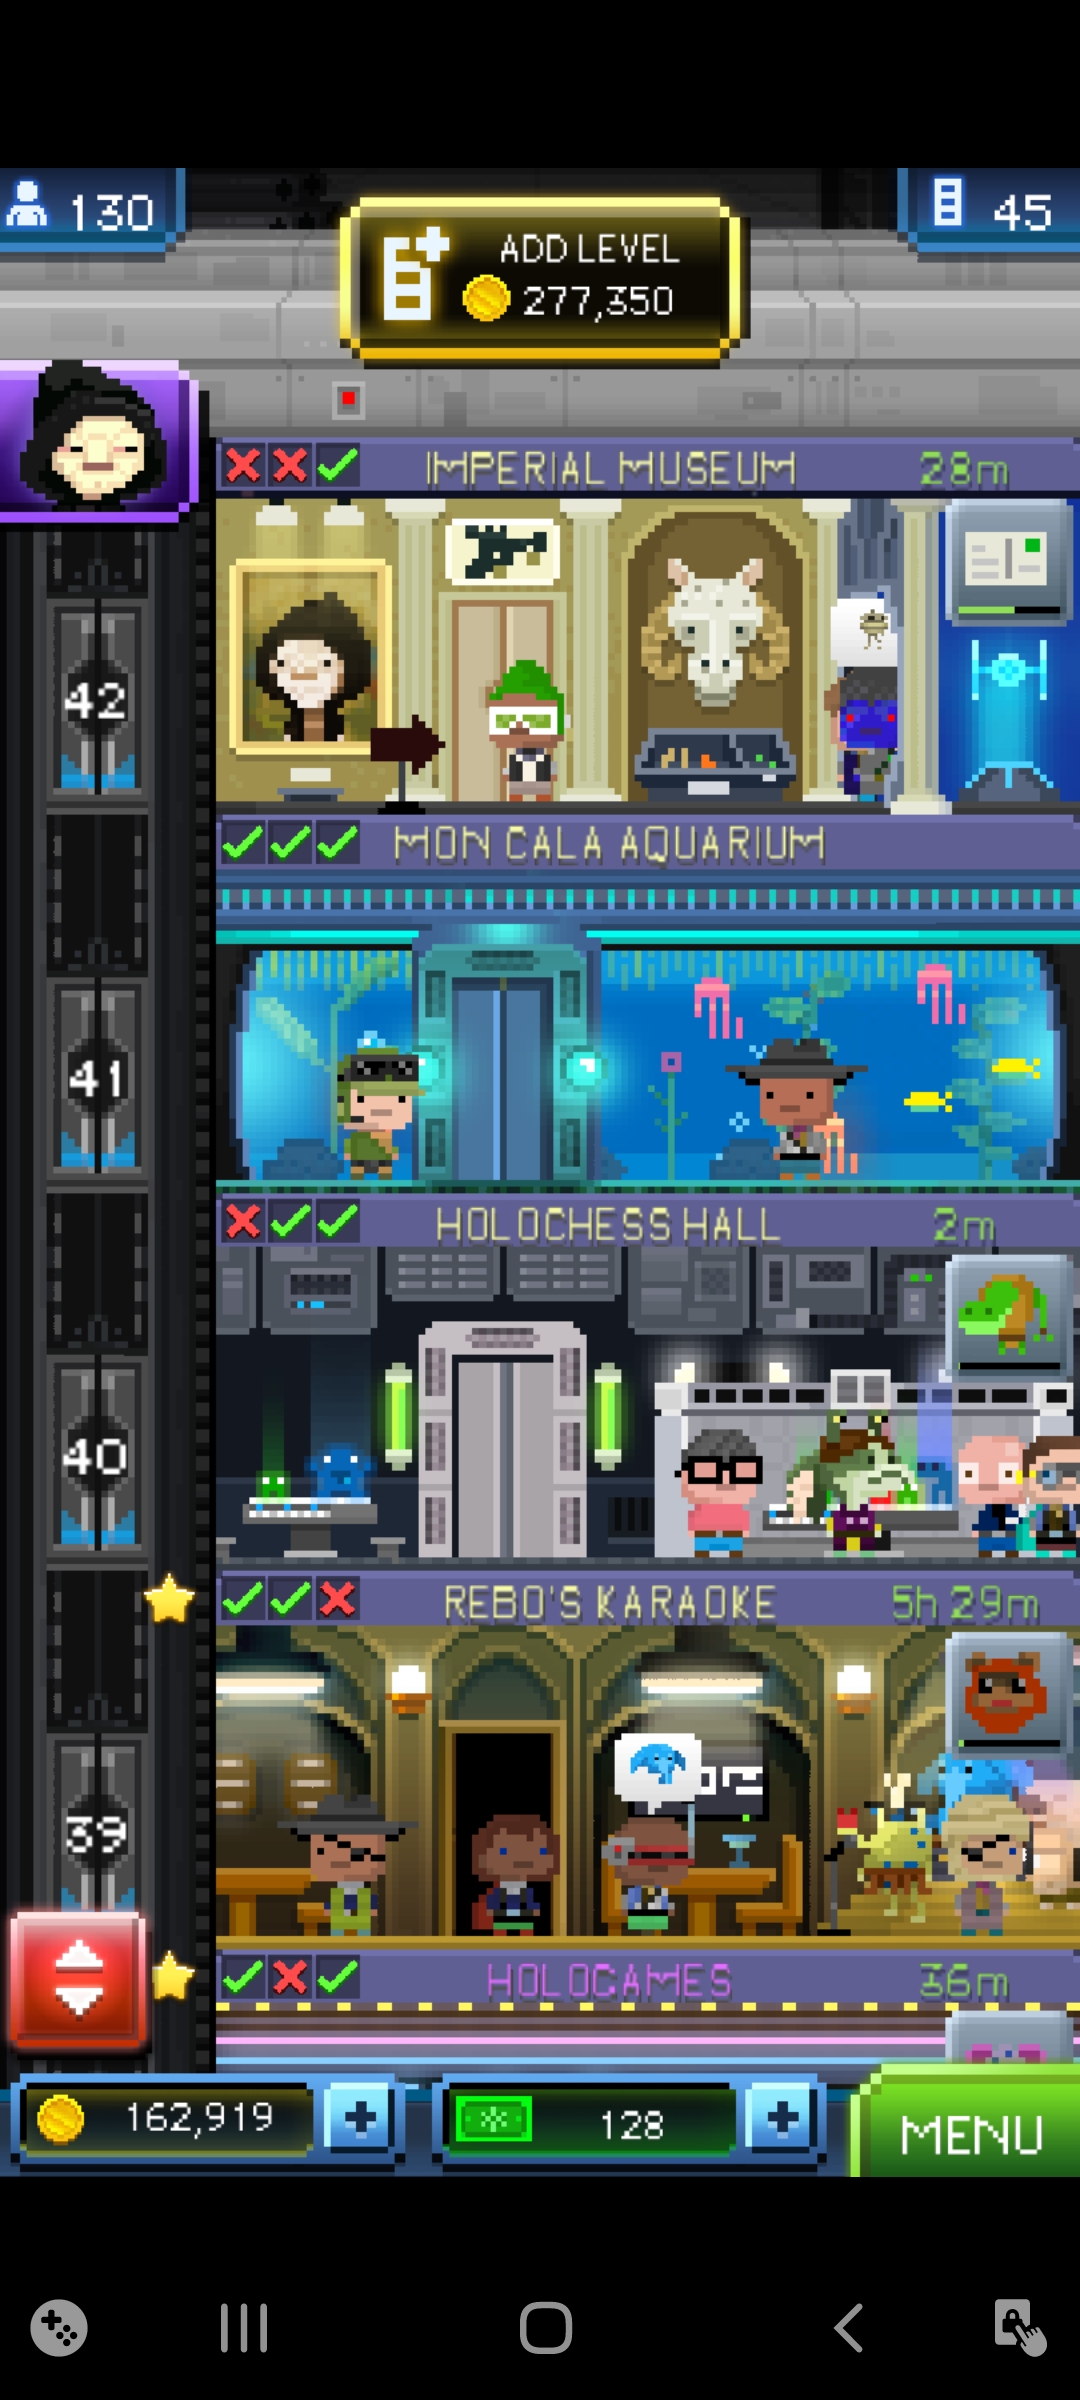 130
ADD LEVEL
277,350
45
IMPERIAL MUSEUM 28m
42
MON CALA AQUARIUM
41
HOLOCHESS HALL 2m
40
REBO'S KARAOKE 5h 29m
39
HOLOGAMES 36m
162,919
128
MENU